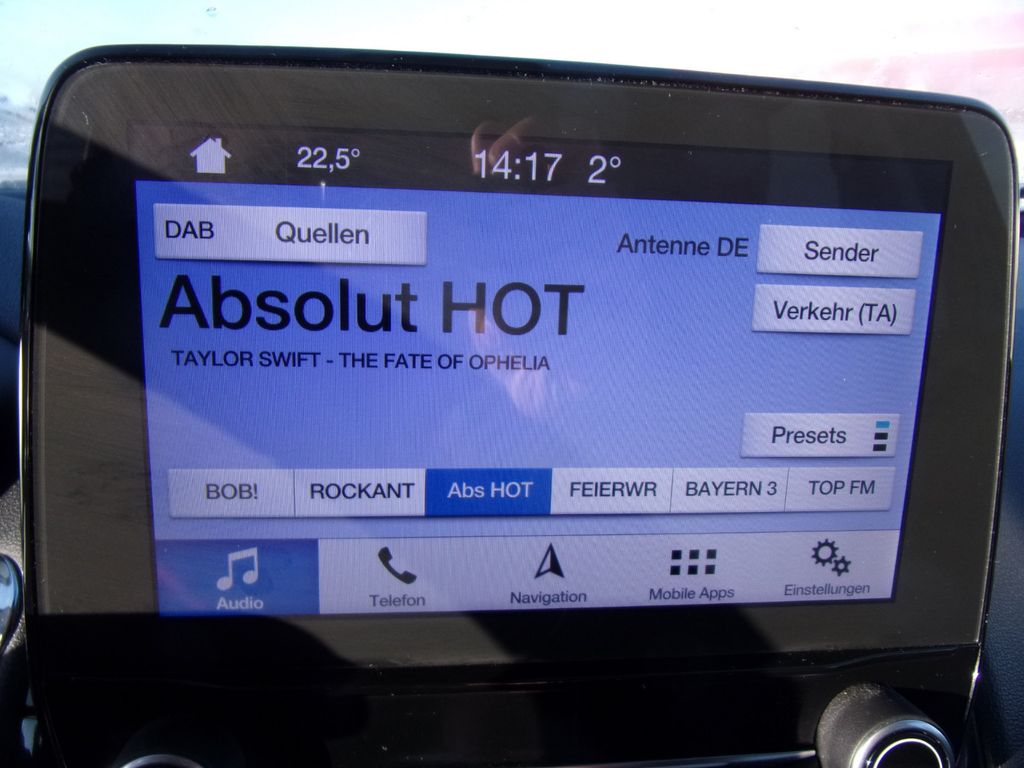 22,5° 14:17 2°
DAB Quellen
Antenne DE Sender
Absolut HOT
Verkehr (TA)
TAYLOR SWIFT - THE FATE OF OPHELIA
Presets
BOB! ROCKANT Abs HOT FEIERWR BAYERN 3 TOP FM
Audio Telefon Navigation Mobile Apps Einstellungen